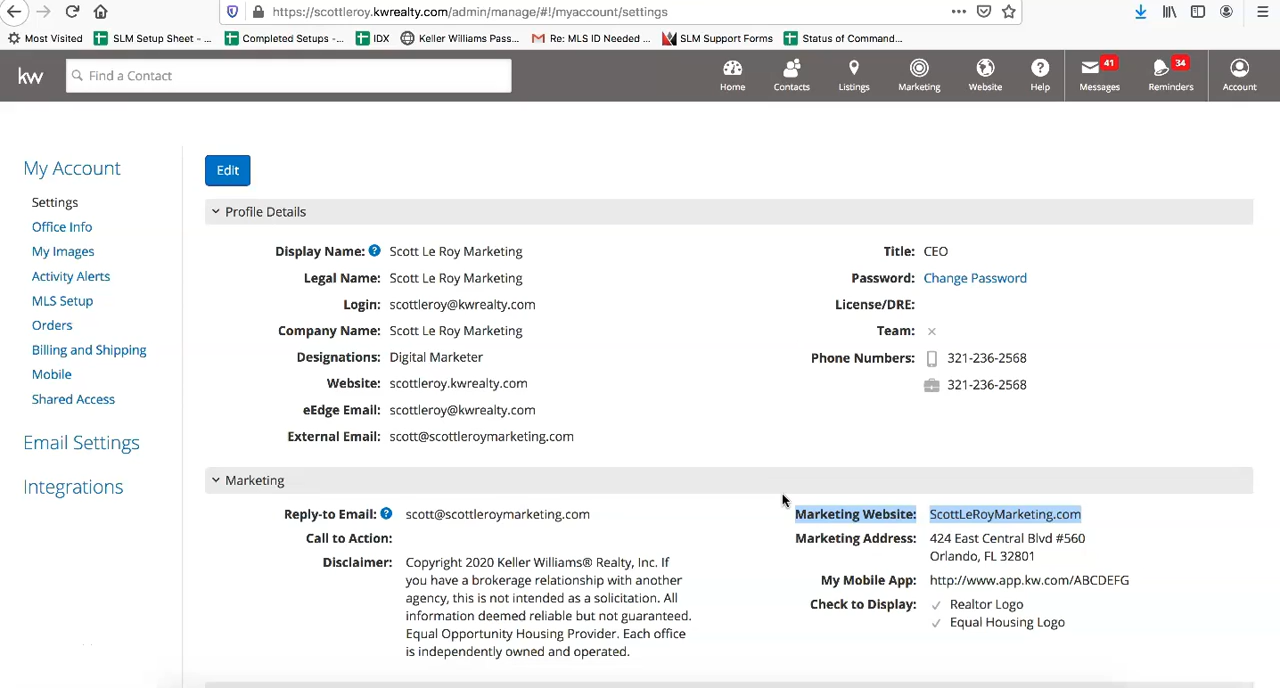 https://scottleroy.kwrealty.com/admin/manage/#!/myaccount/settings
Most Visited
SLM Setup Sheet - ...
Completed Setups -...
IDX
Keller Williams Pass...
Re: MLS ID Needed ...
SLM Support Forms
Status of Command...
kw
Find a Contact
Home
Contacts
Listings
Marketing
Website
Help
41
Messages
34
Reminders
Account
My Account
Settings
Office Info
My Images
Activity Alerts
MLS Setup
Orders
Billing and Shipping
Mobile
Shared Access
Email Settings
Integrations
Edit
Profile Details
Display Name: ? Scott Le Roy Marketing
Legal Name: Scott Le Roy Marketing
Login: scottleroy@kwrealty.com
Company Name: Scott Le Roy Marketing
Designations: Digital Marketer
Website: scottleroy.kwrealty.com
eEdge Email: scottleroy@kwrealty.com
External Email: scott@scottleroymarketing.com
Title: CEO
Password: Change Password
License/DRE:
Team:
Phone Numbers: 321-236-2568
321-236-2568
Marketing
Reply-to Email: ? scott@scottleroymarketing.com
Call to Action:
Disclaimer: Copyright 2020 Keller Williams® Realty, Inc. If
you have a brokerage relationship with another
agency, this is not intended as a solicitation. All
information deemed reliable but not guaranteed.
Equal Opportunity Housing Provider. Each office
is independently owned and operated.
Marketing Website: ScottLeRoyMarketing.com
Marketing Address: 424 East Central Blvd #560
Orlando, FL 32801
My Mobile App: http://www.app.kw.com/ABCDEFG
Check to Display: Realtor Logo
Equal Housing Logo